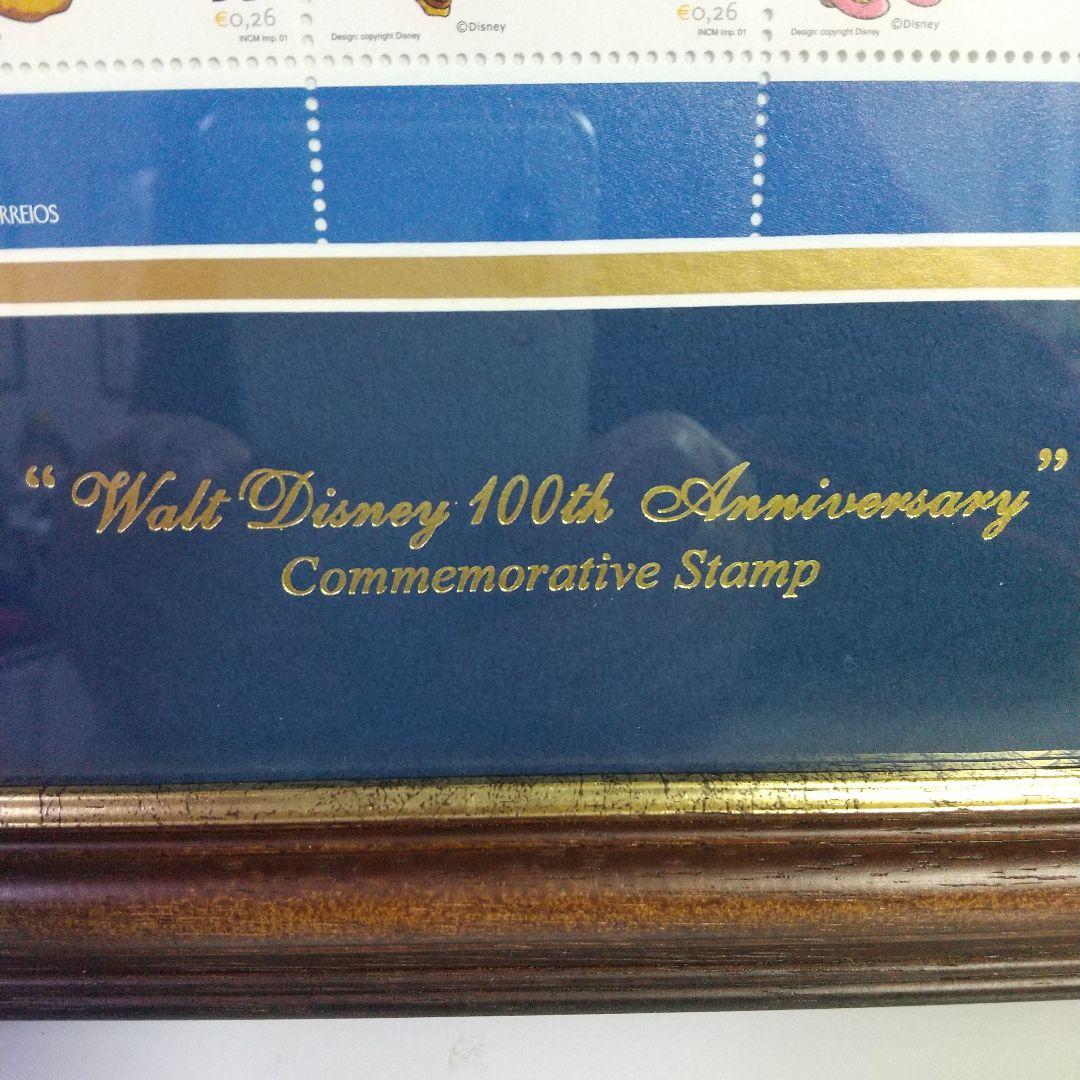 €0,26
INCM Imp. 01
Design: copyright Disney
©Disney
€0,26
INCM Imp. 01
Design: copyright Disney
©Disney
RREIOS
“Walt Disney 100th Anniversary”
Commemorative Stamp